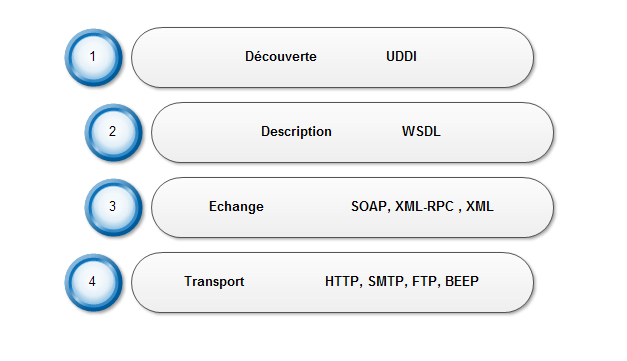 1 Découverte UDDI
2 Description WSDL
3 Echange SOAP, XML-RPC , XML
4 Transport HTTP, SMTP, FTP, BEEP